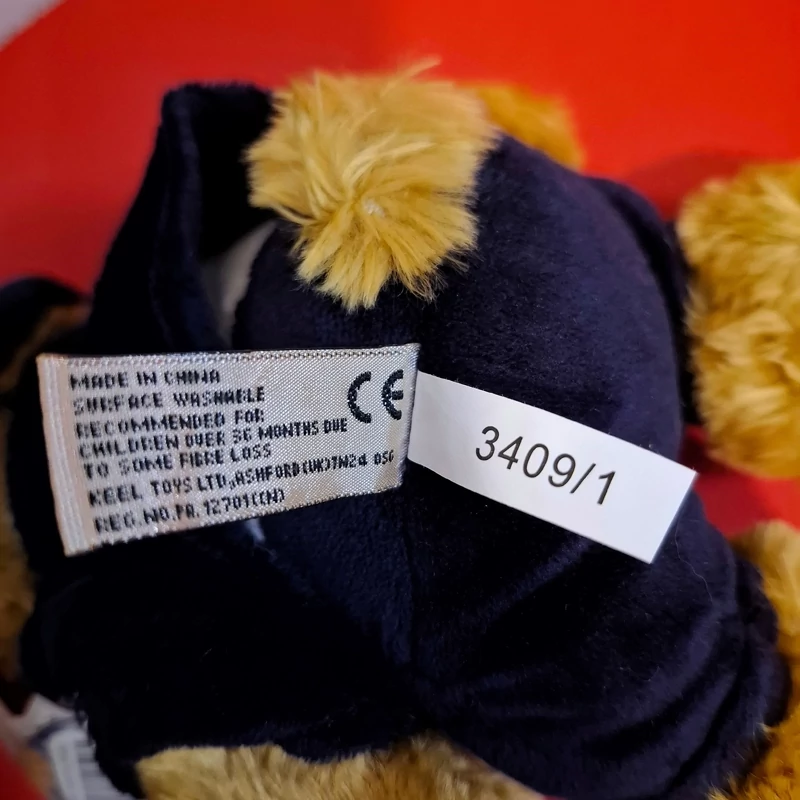 MADE IN CHINA
SURFACE WASHABLE
RECOMMENDED FOR
CHILDREN OVER 36 MONTHS DUE
TO SOME FIBRE LOSS
KEEL TOYS LTD.,ASHFORD(UK)TN24 0SG
REG.NO.PA. 12701(CN)
CE
3409/1